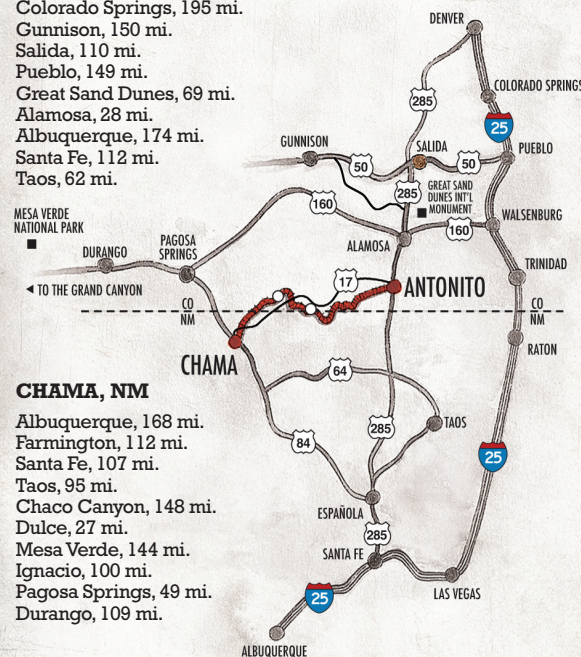 Colorado Springs, 195 mi.
Gunnison, 150 mi.
Salida, 110 mi.
Pueblo, 149 mi.
Great Sand Dunes, 69 mi.
Alamosa, 28 mi.
Albuquerque, 174 mi.
Santa Fe, 112 mi.
Taos, 62 mi.
DENVER
285
COLORADO SPRINGS
25
GUNNISON
50
SALIDA
50
PUEBLO
285
GREAT SAND
DUNES INT'L
MONUMENT
160
MESA VERDE
NATIONAL PARK
ALAMOSA
160
WALSENBURG
DURANGO
PAGOSA
SPRINGS
TRINIDAD
17
ANTONITO
TO THE GRAND CANYON
CO
NM
CO
NM
CHAMA
RATON
64
CHAMA, NM
Albuquerque, 168 mi.
Farmington, 112 mi.
Santa Fe, 107 mi.
Taos, 95 mi.
Chaco Canyon, 148 mi.
Dulce, 27 mi.
Mesa Verde, 144 mi.
Ignacio, 100 mi.
Pagosa Springs, 49 mi.
Durango, 109 mi.
84
285
TAOS
25
ESPAÑOLA
285
SANTA FE
25
LAS VEGAS
ALBUQUERQUE